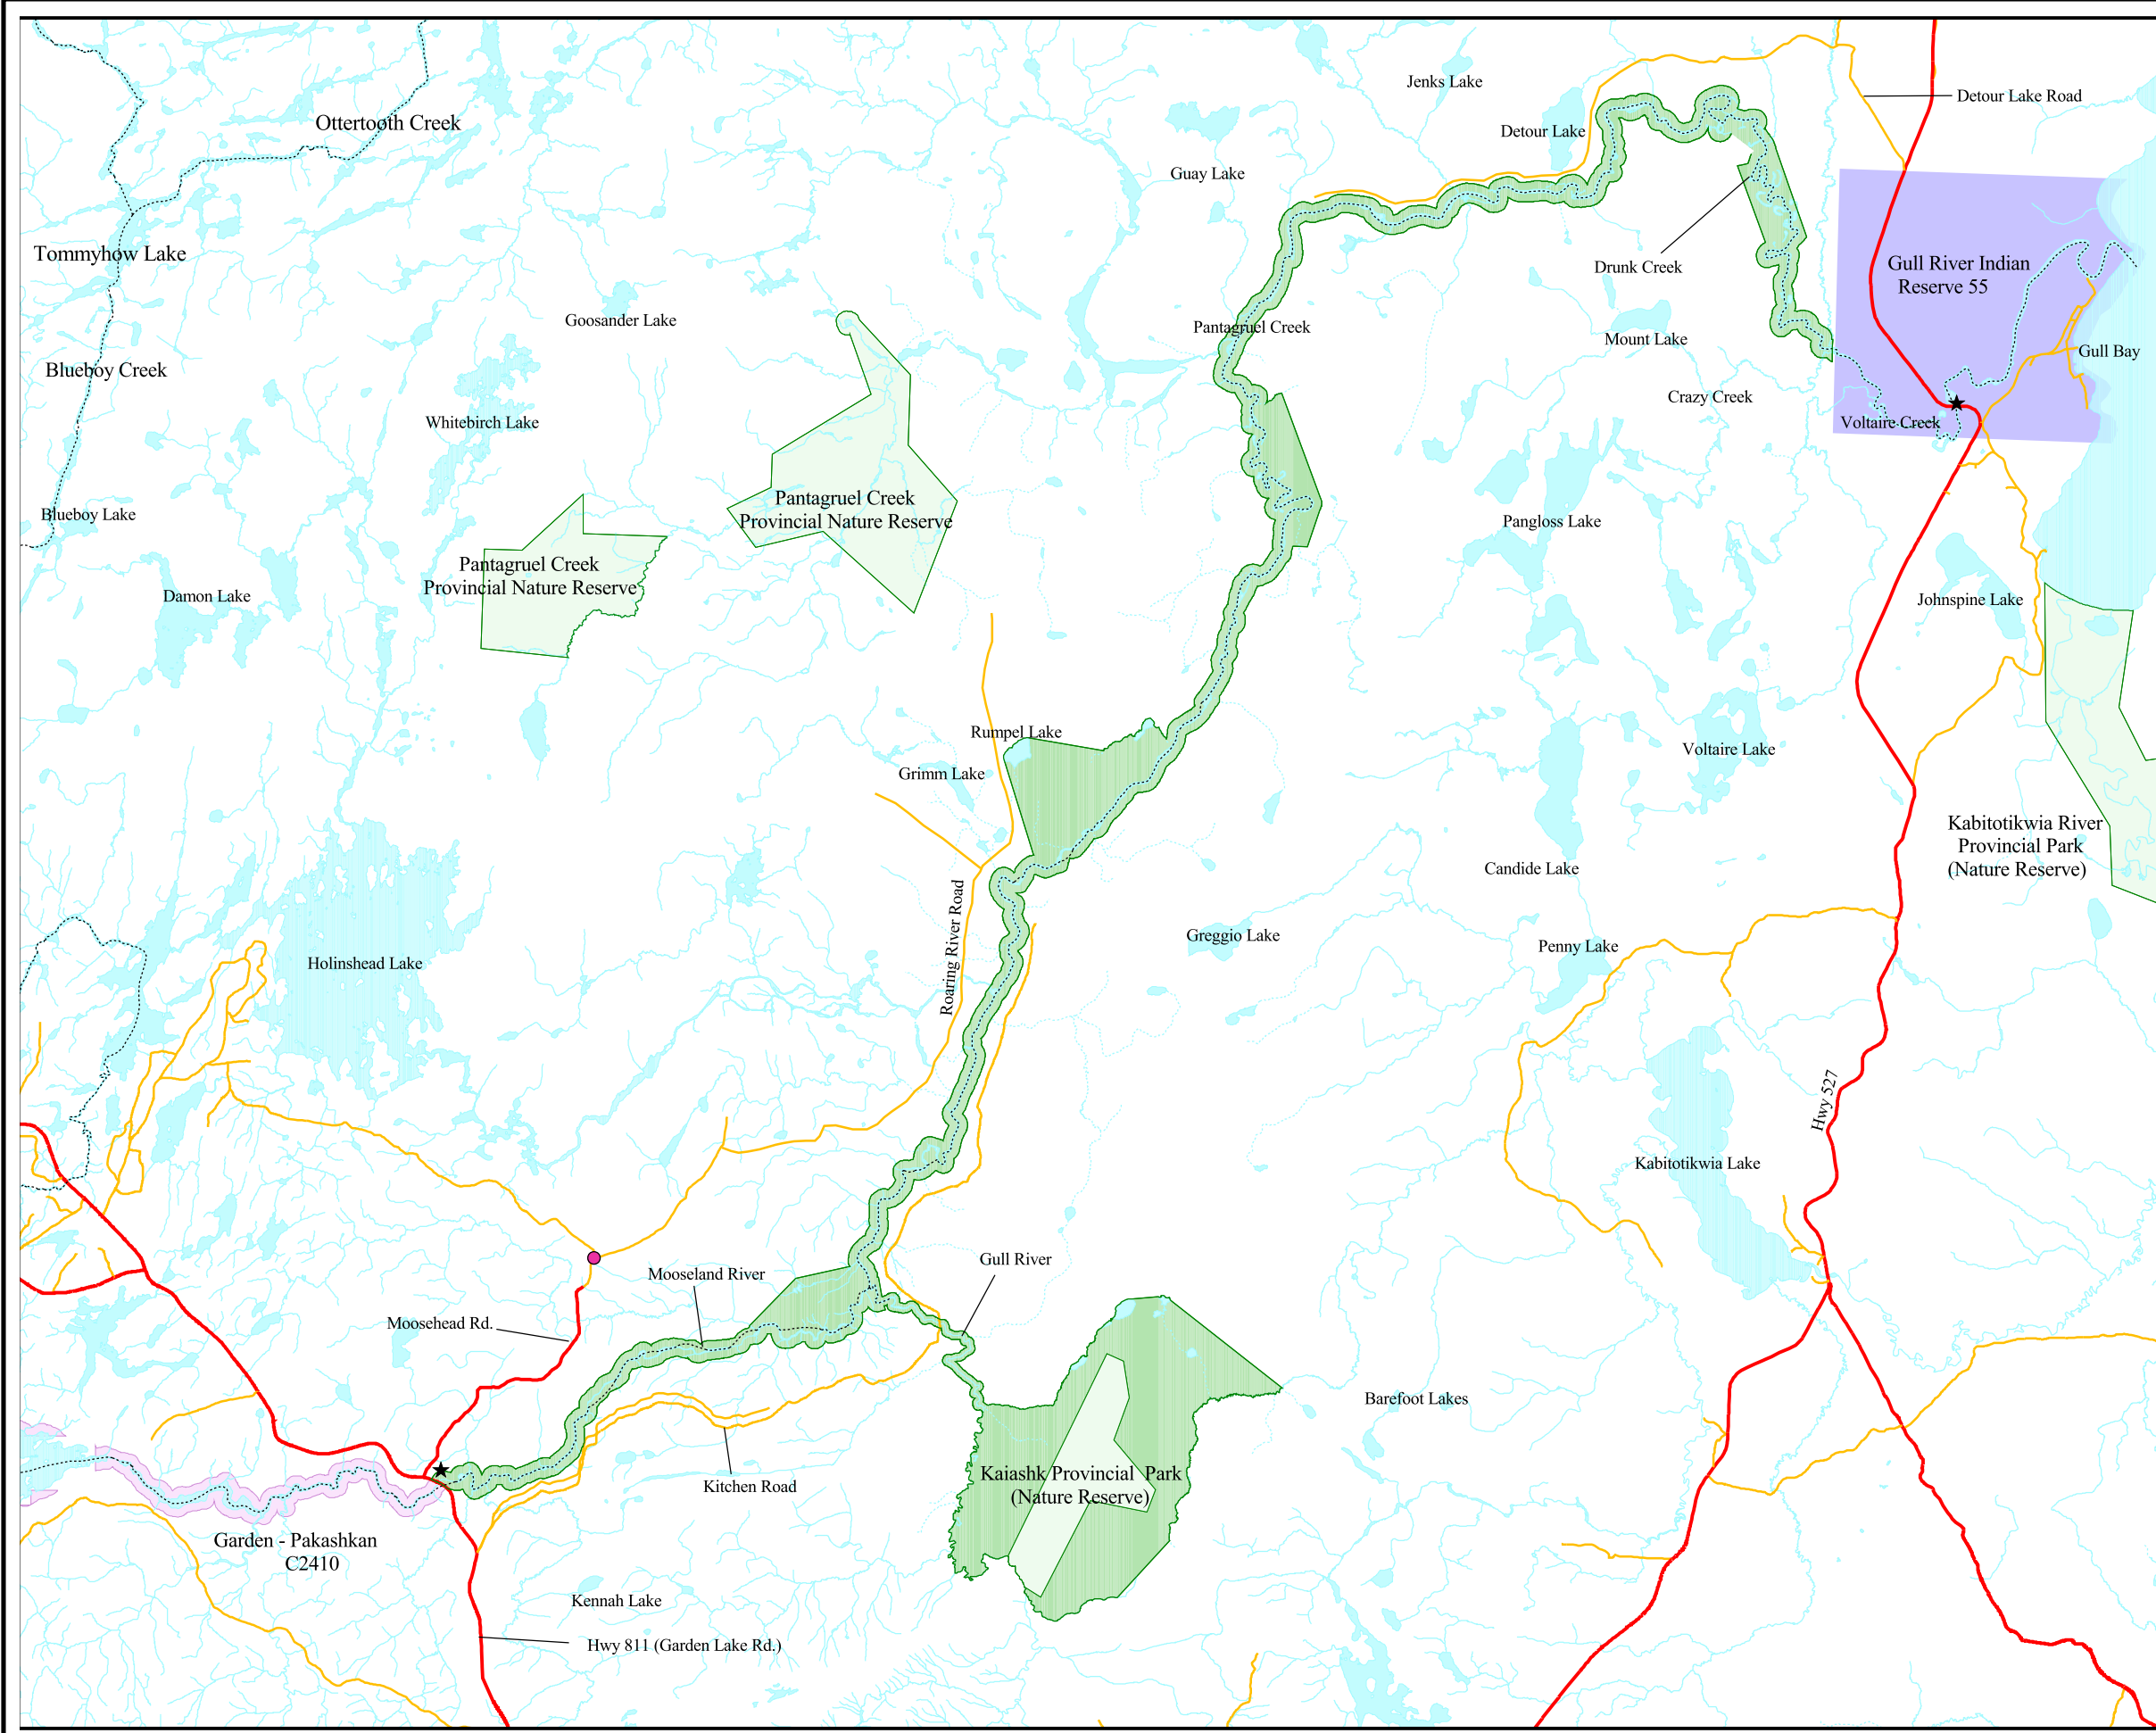 Jenks Lake
Detour Lake Road
Ottertooth Creek
Detour Lake
Guay Lake
Tommyhow Lake
Drunk Creek
Gull River Indian
Reserve 55
Goosander Lake
Pantagruel Creek
Mount Lake
Gull Bay
Blueboy Creek
Crazy Creek
Whitebirch Lake
Voltaire Creek
Blueboy Lake
Pantagruel Creek
Provincial Nature Reserve
Pangloss Lake
Pantagruel Creek
Provincial Nature Reserve
Damon Lake
Johnspine Lake
Rumpel Lake
Voltaire Lake
Grimm Lake
Kabitotikwia River
Provincial Park
(Nature Reserve)
Candide Lake
Roaring River Road
Greggio Lake
Penny Lake
Holinshead Lake
Hwy 527
Kabitotikwia Lake
Gull River
Mooseland River
Moosehead Rd.
Barefoot Lakes
Kaiashk Provincial Park
(Nature Reserve)
Kitchen Road
Garden - Pakashkan
C2410
Kennah Lake
Hwy 811 (Garden Lake Rd.)